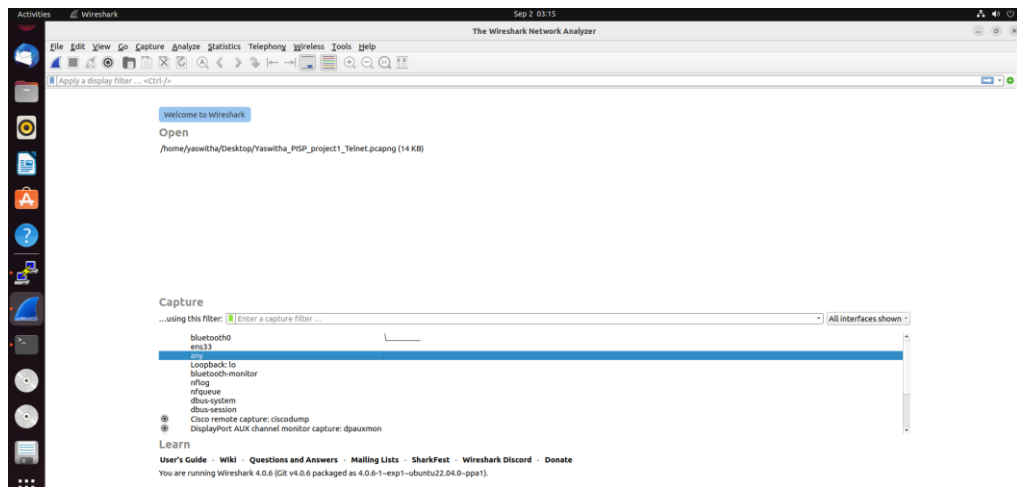 Activities Wireshark Sep 2 03:15
The Wireshark Network Analyzer
File Edit View Go Capture Analyze Statistics Telephony Wireless Tools Help
Apply a display filter ... <Ctrl-/>
Welcome to Wireshark
Open
/home/yaswitha/Desktop/Yaswitha_PISP_project1_Telnet.pcapng (14 KB)
Capture
...using this filter: Enter a capture filter ... All interfaces shown
bluetooth0
ens33
any
Loopback: lo
bluetooth-monitor
nflog
nfqueue
dbus-system
dbus-session
Cisco remote capture: ciscodump
DisplayPort AUX channel monitor capture: dpauxmon
Learn
User's Guide · Wiki · Questions and Answers · Mailing Lists · SharkFest · Wireshark Discord · Donate
You are running Wireshark 4.0.6 (Git v4.0.6 packaged as 4.0.6-1~exp1~ubuntu22.04.0~ppa1).